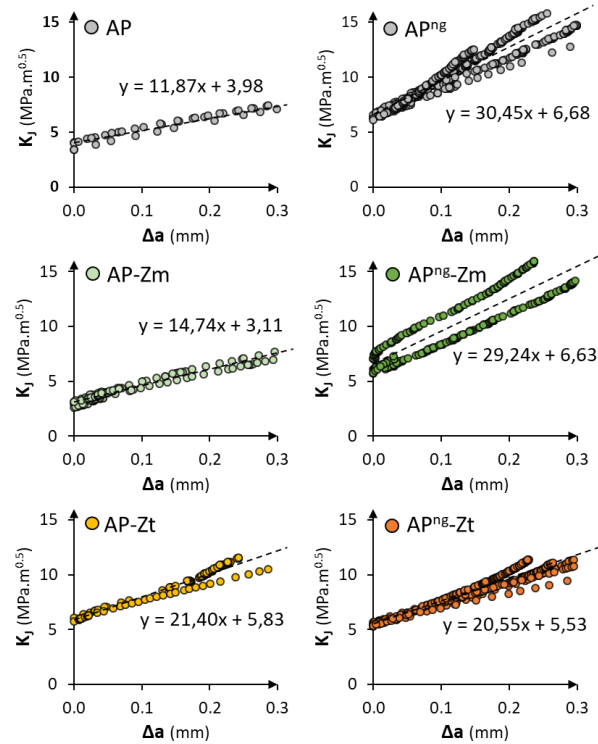 AP
15
10
5
0
K_J (MPa.m^0.5)
y = 11,87x + 3,98
0.0
0.1
0.2
0.3
Δa (mm)
AP^ng
15
10
5
0
K_J (MPa.m^0.5)
y = 30,45x + 6,68
0.0
0.1
0.2
0.3
Δa (mm)
AP-Zm
15
10
5
0
K_J (MPa.m^0.5)
y = 14,74x + 3,11
0.0
0.1
0.2
0.3
Δa (mm)
AP^ng-Zm
15
10
5
0
K_J (MPa.m^0.5)
y = 29,24x + 6,63
0.0
0.1
0.2
0.3
Δa (mm)
AP-Zt
15
10
5
0
K_J (MPa.m^0.5)
y = 21,40x + 5,83
0.0
0.1
0.2
0.3
Δa (mm)
AP^ng-Zt
15
10
5
0
K_J (MPa.m^0.5)
y = 20,55x + 5,53
0.0
0.1
0.2
0.3
Δa (mm)